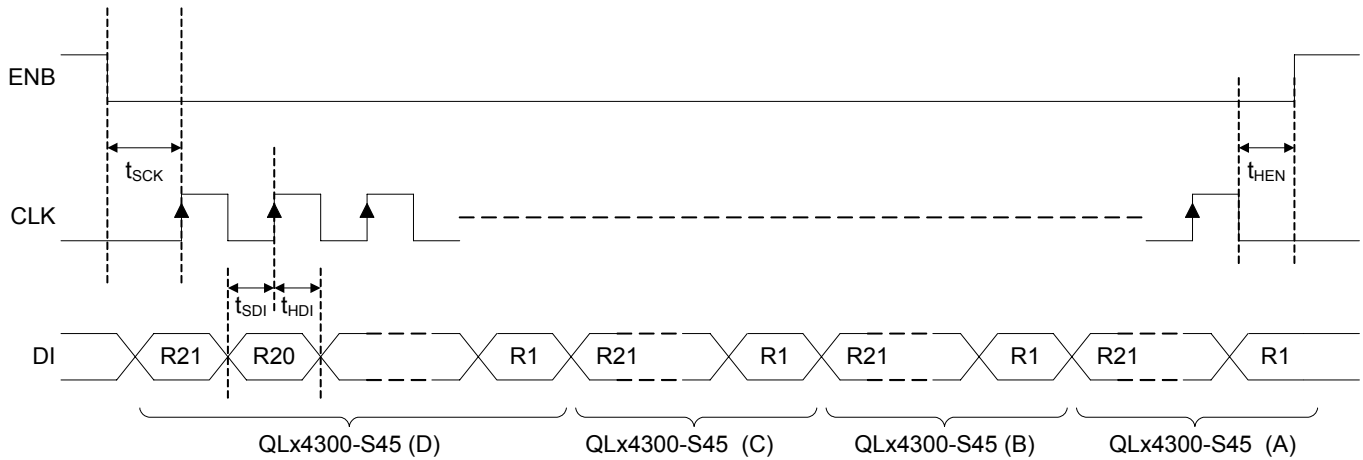 ENB
tSCK
tHEN
CLK
tSDI tHDI
DI R21 R20 R1 R21 R1 R21 R1 R21 R1
QLx4300-S45 (D) QLx4300-S45 (C) QLx4300-S45 (B) QLx4300-S45 (A)